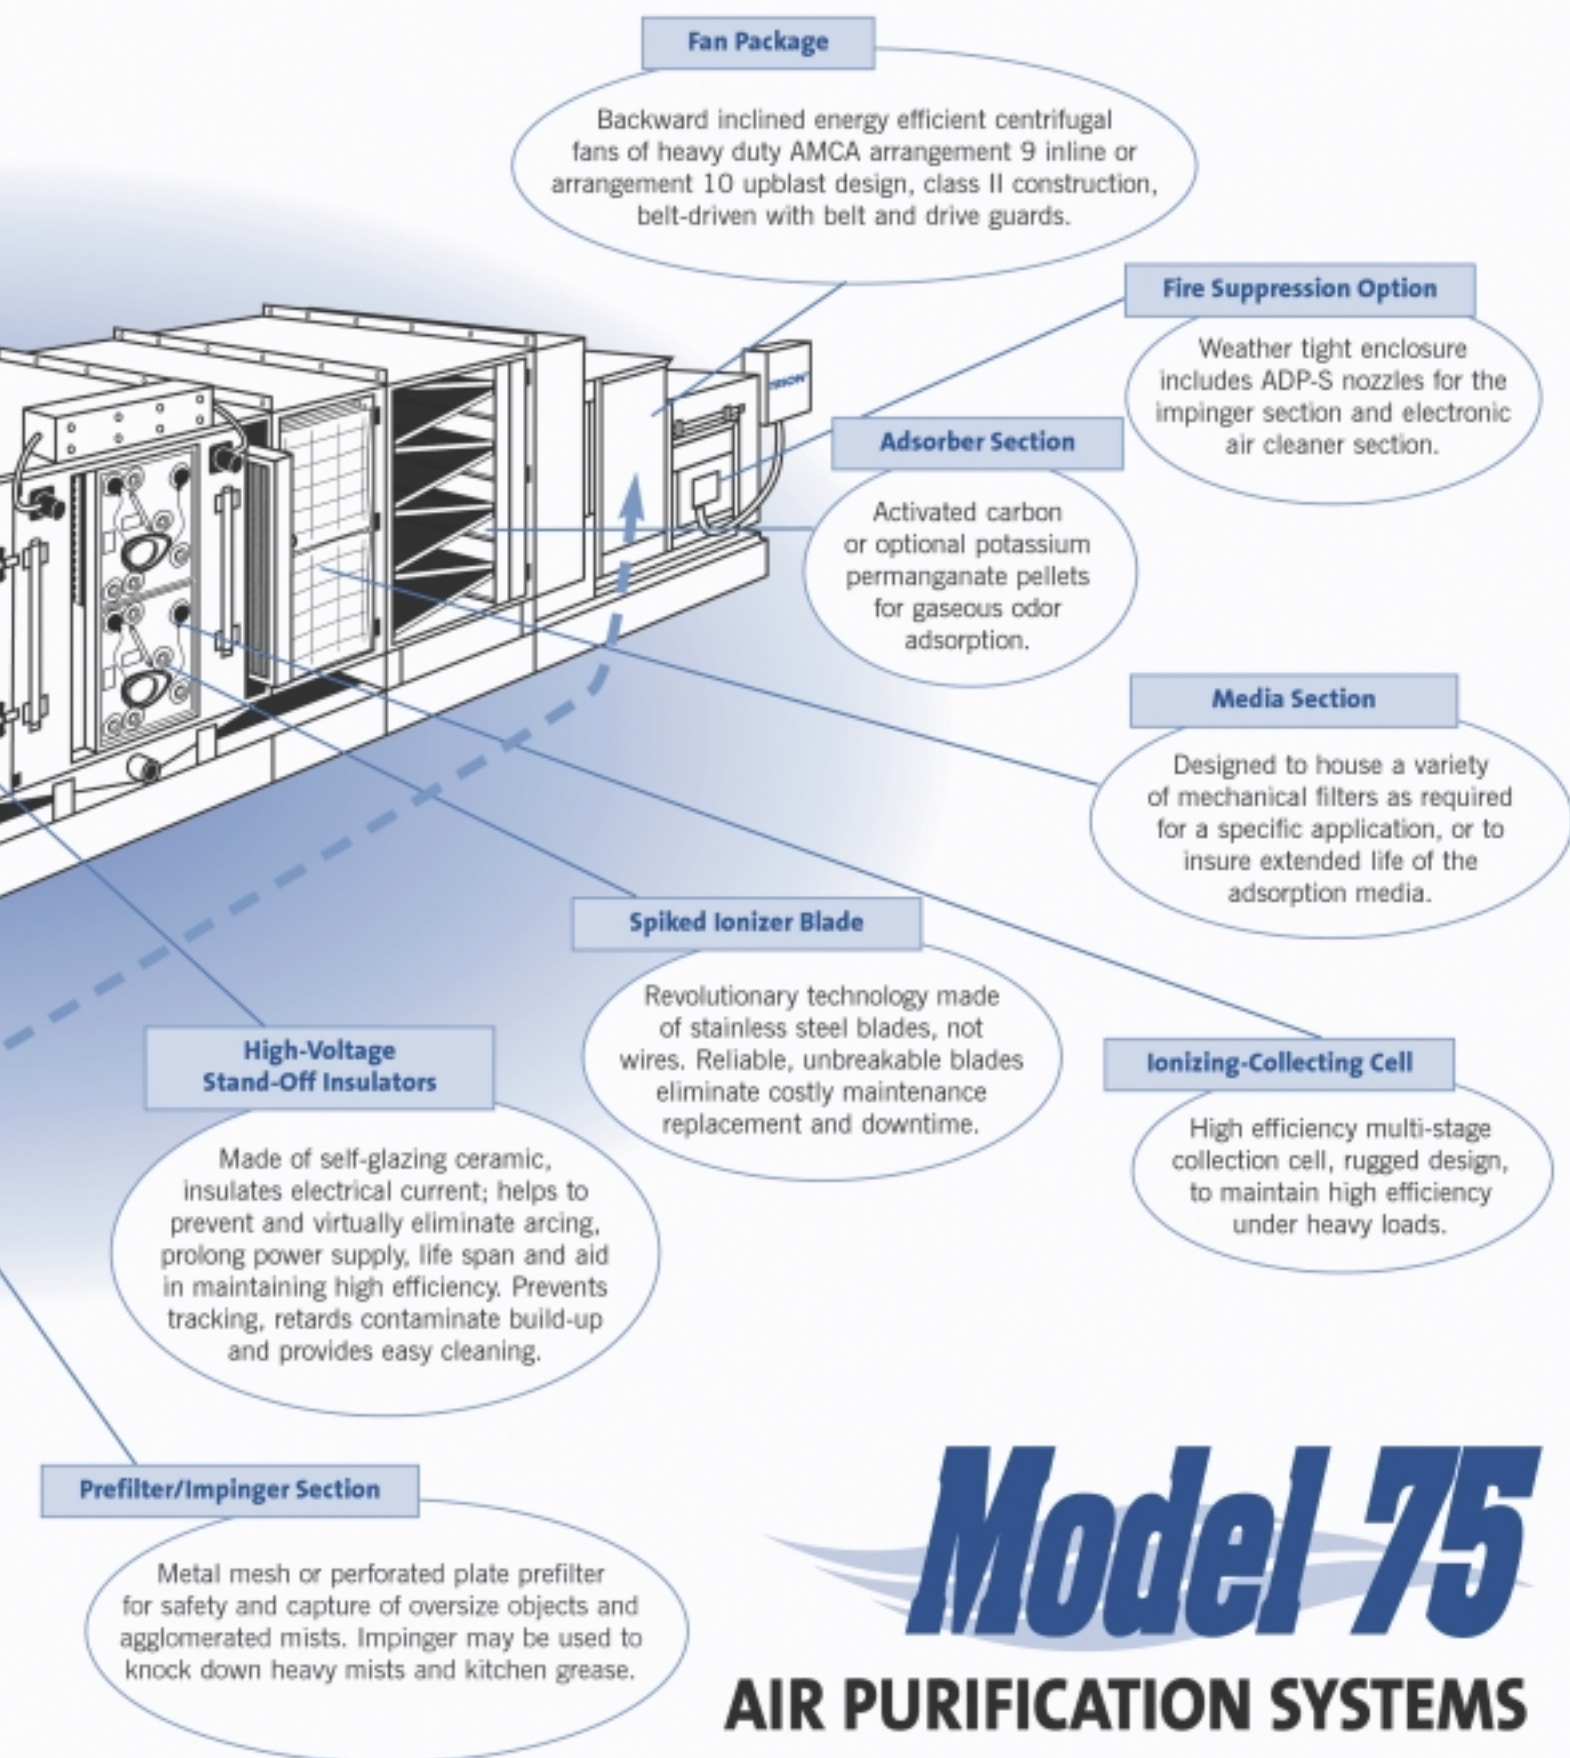 Fan Package
Backward inclined energy efficient centrifugal
fans of heavy duty AMCA arrangement 9 inline or
arrangement 10 upblast design, class II construction,
belt-driven with belt and drive guards.
Fire Suppression Option
Weather tight enclosure
includes ADP-S nozzles for the
impinger section and electronic
air cleaner section.
Adsorber Section
Activated carbon
or optional potassium
permanganate pellets
for gaseous odor
adsorption.
Media Section
Designed to house a variety
of mechanical filters as required
for a specific application, or to
insure extended life of the
adsorption media.
Spiked Ionizer Blade
Revolutionary technology made
of stainless steel blades, not
wires. Reliable, unbreakable blades
eliminate costly maintenance
replacement and downtime.
High-Voltage
Stand-Off Insulators
Made of self-glazing ceramic,
insulates electrical current; helps to
prevent and virtually eliminate arcing,
prolong power supply, life span and aid
in maintaining high efficiency. Prevents
tracking, retards contaminate build-up
and provides easy cleaning.
Ionizing-Collecting Cell
High efficiency multi-stage
collection cell, rugged design,
to maintain high efficiency
under heavy loads.
Prefilter/Impinger Section
Metal mesh or perforated plate prefilter
for safety and capture of oversize objects and
agglomerated mists. Impinger may be used to
knock down heavy mists and kitchen grease.
Model 75
AIR PURIFICATION SYSTEMS